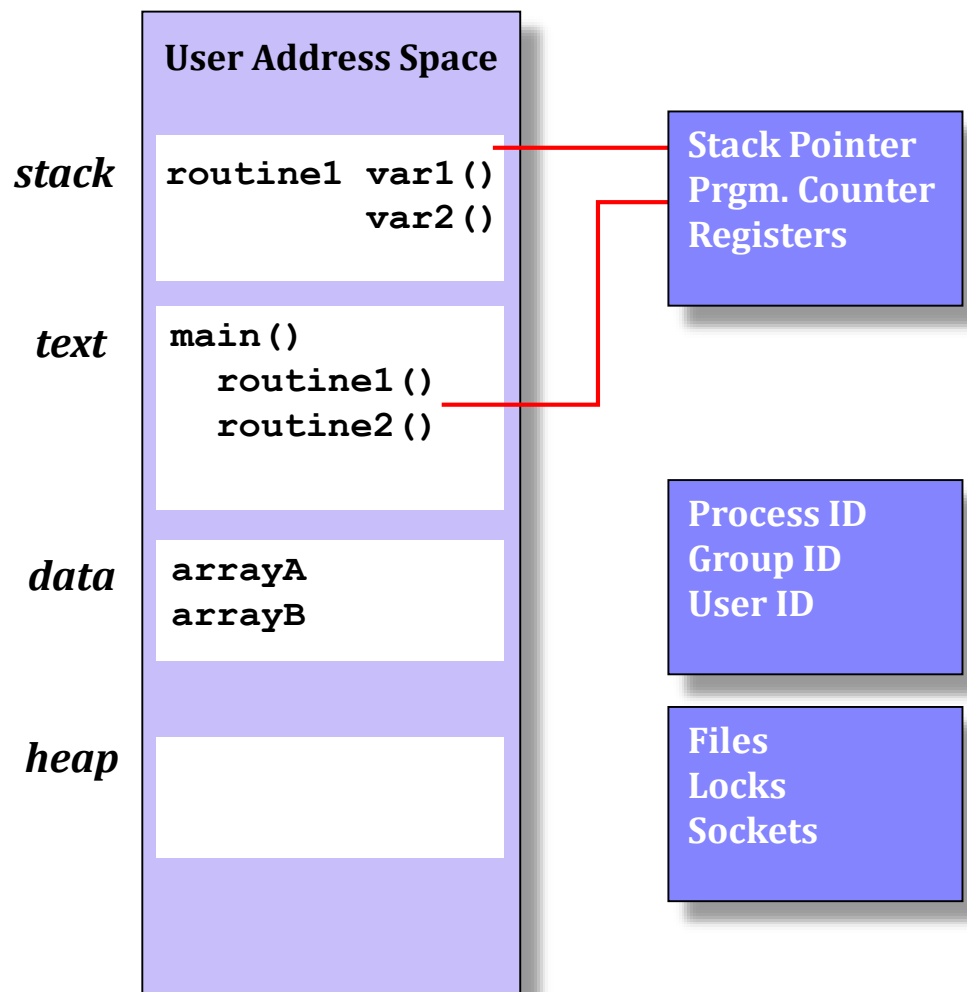 User Address Space
stack
routine1 var1()
var2()
text
main()
routine1()
routine2()
data
arrayA
arrayB
heap
Stack Pointer
Prgm. Counter
Registers
Process ID
Group ID
User ID
Files
Locks
Sockets